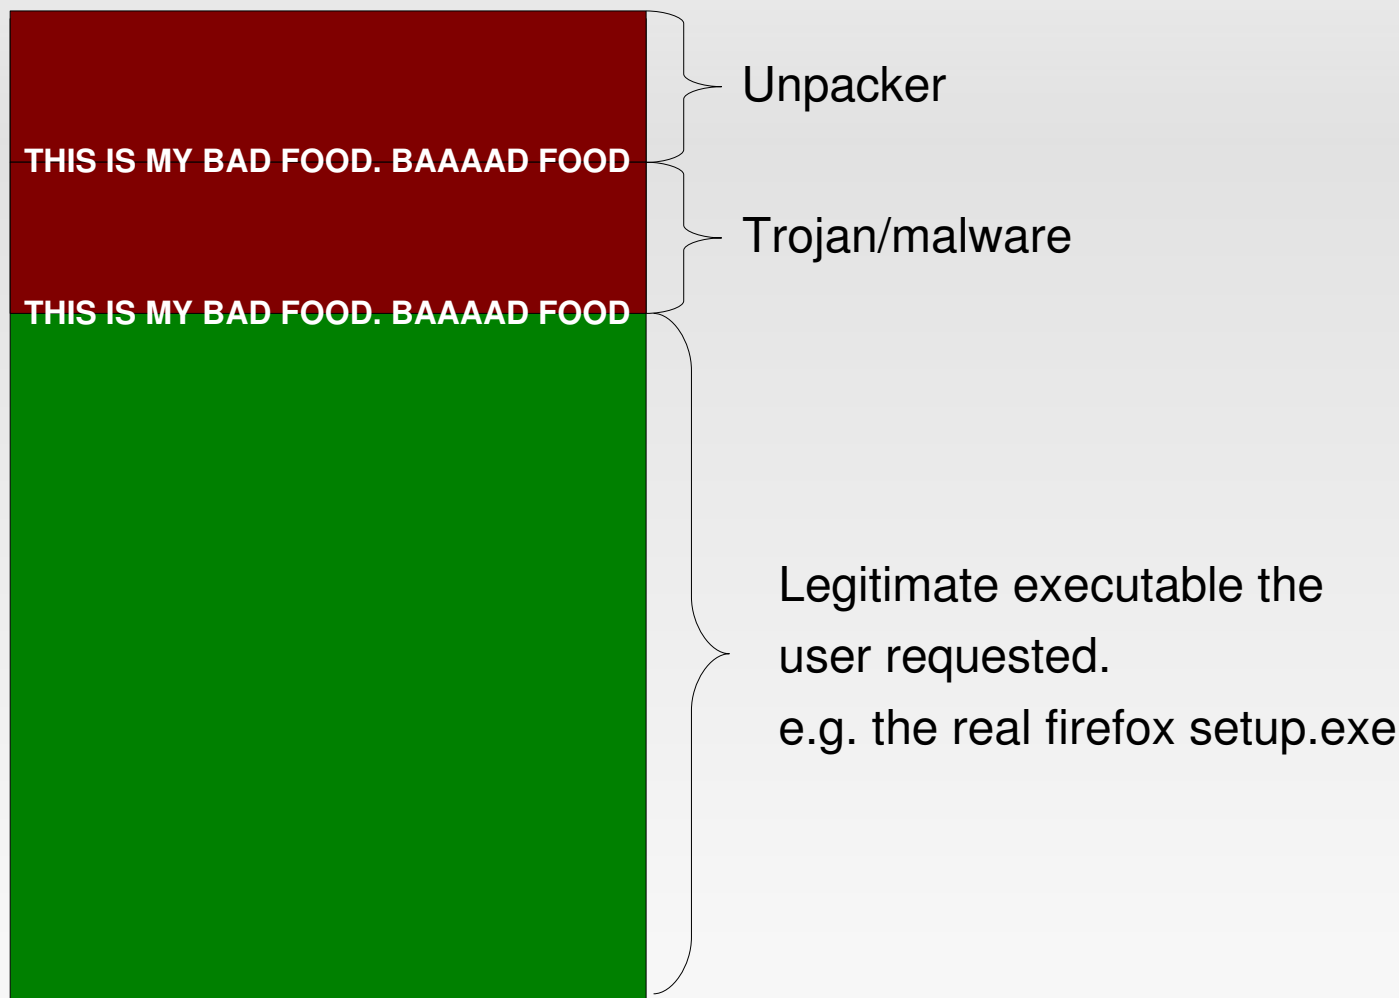 Unpacker
THIS IS MY BAD FOOD. BAAAAD FOOD
Trojan/malware
THIS IS MY BAD FOOD. BAAAAD FOOD
Legitimate executable the
user requested.
e.g. the real firefox setup.exe